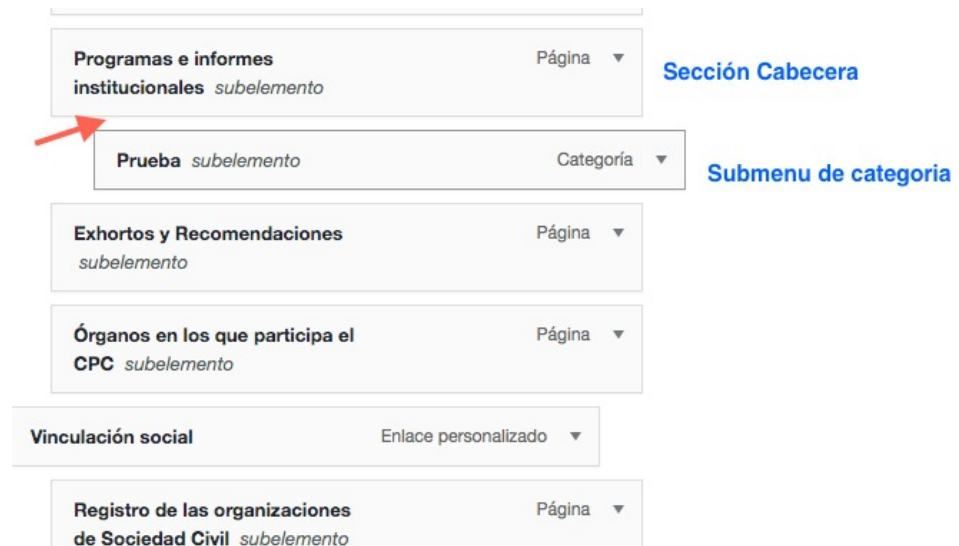 Programas e informes Página ▼
institucionales subelemento
Sección Cabecera
Prueba subelemento Categoría ▼
Submenu de categoria
Exhortos y Recomendaciones Página ▼
subelemento
Órganos en los que participa el Página ▼
CPC subelemento
Vinculación social Enlace personalizado ▼
Registro de las organizaciones Página ▼
de Sociedad Civil subelemento